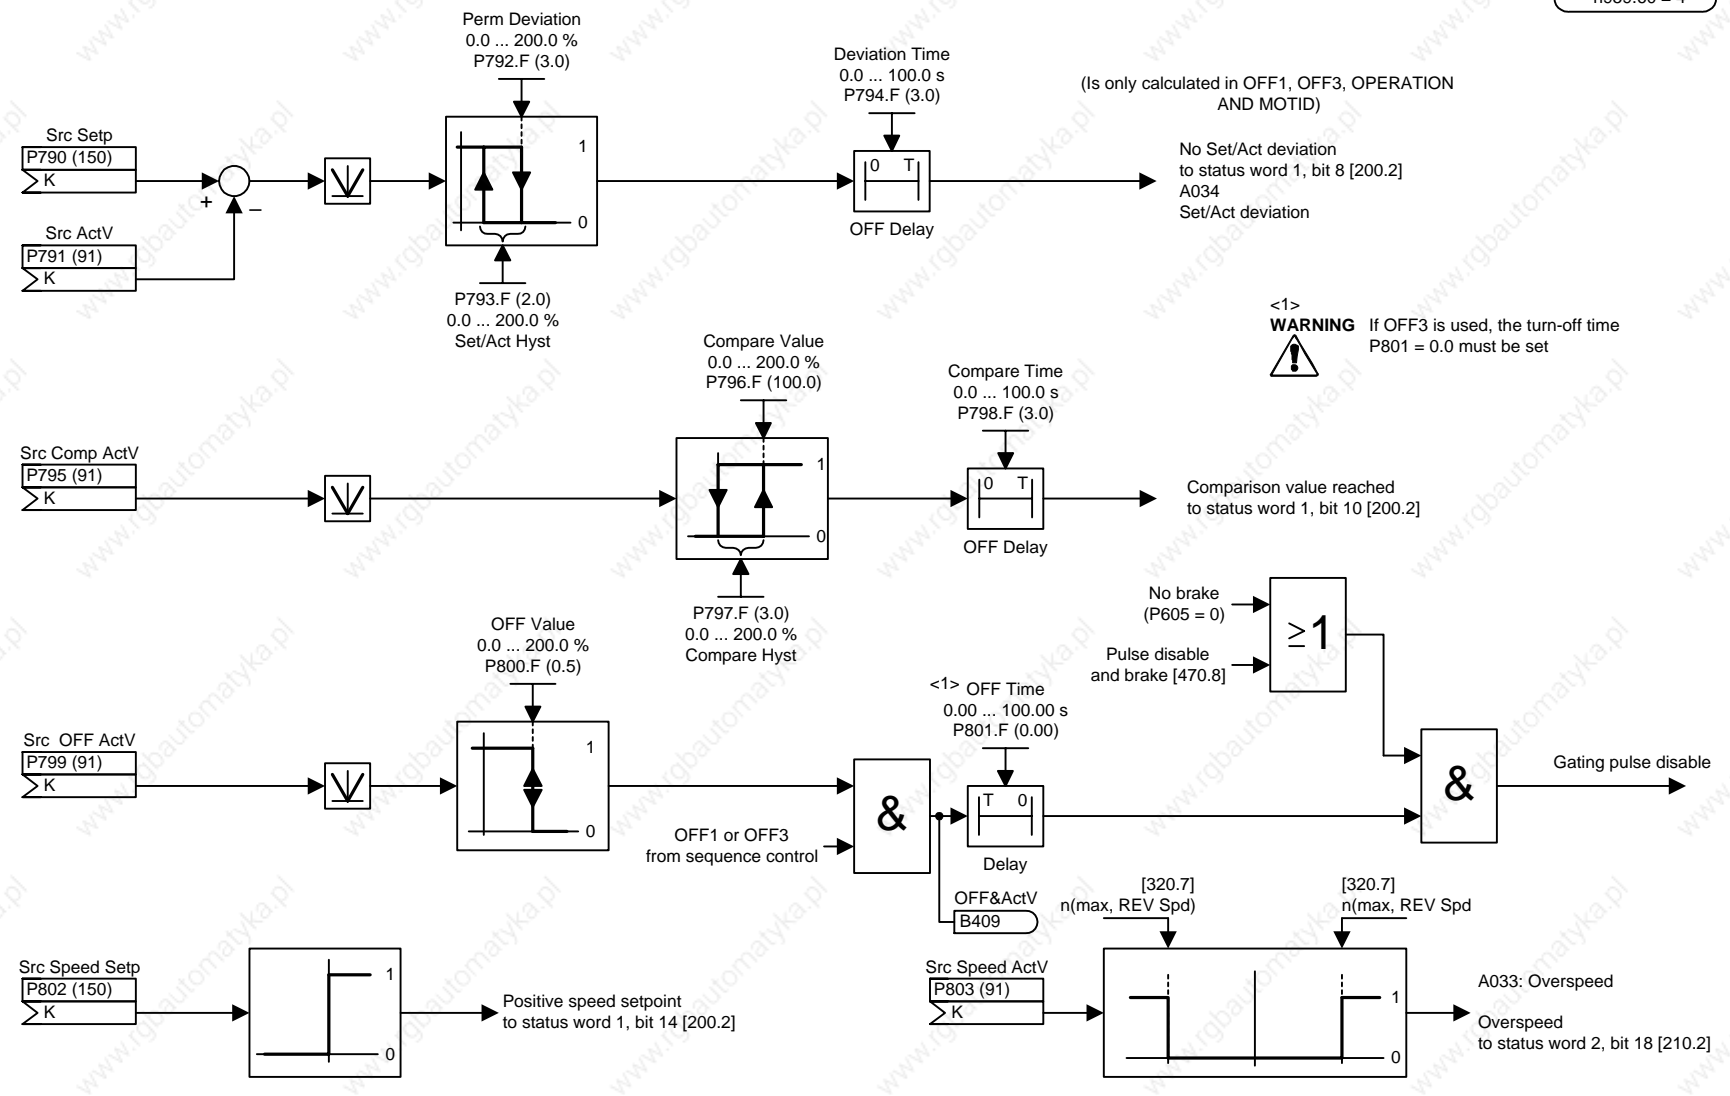 Perm Deviation
0.0 ... 200.0 %
P792.F (3.0)
Deviation Time
0.0 ... 100.0 s
P794.F (3.0)
(Is only calculated in OFF1, OFF3, OPERATION
AND MOTID)
Src Setp
P790 (150)
K
+
–
1
0
0 T
OFF Delay
No Set/Act deviation
to status word 1, bit 8 [200.2]
A034
Set/Act deviation
Src ActV
P791 (91)
K
P793.F (2.0)
0.0 ... 200.0 %
Set/Act Hyst
<1>
WARNING If OFF3 is used, the turn-off time
P801 = 0.0 must be set
Compare Value
0.0 ... 200.0 %
P796.F (100.0)
Compare Time
0.0 ... 100.0 s
P798.F (3.0)
Src Comp ActV
P795 (91)
K
1
0
0 T
OFF Delay
Comparison value reached
to status word 1, bit 10 [200.2]
P797.F (3.0)
0.0 ... 200.0 %
Compare Hyst
No brake
(P605 = 0)
≥1
Pulse disable
and brake [470.8]
OFF Value
0.0 ... 200.0 %
P800.F (0.5)
<1> OFF Time
0.00 ... 100.00 s
P801.F (0.00)
Src OFF ActV
P799 (91)
K
1
0
OFF1 or OFF3
from sequence control
&
T 0
Delay
&
Gating pulse disable
OFF&ActV
B409
[320.7]
n(max, REV Spd)
[320.7]
n(max, REV Spd
Src Speed Setp
P802 (150)
K
1
0
Positive speed setpoint
to status word 1, bit 14 [200.2]
Src Speed ActV
P803 (91)
K
1
0
A033: Overspeed
Overspeed
to status word 2, bit 18 [210.2]
www.rgbautomatyka.pl